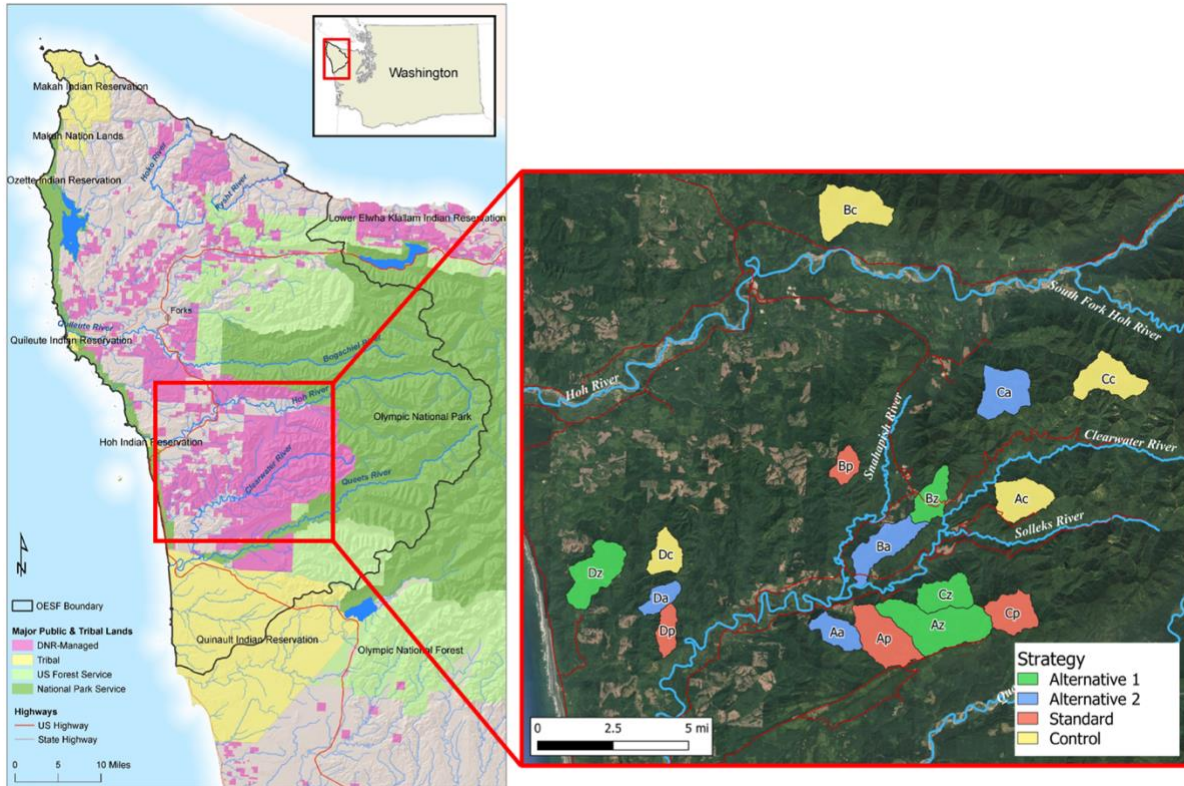 Washington
Makah Indian Reservation
Makah Nation Lands
Ozette Indian Reservation
Hoko River
Pysht River
Lower Elwha Klallam Indian Reservation
Forks
Quileute River
Quileute Indian Reservation
Bogachiel River
Hoh River
Olympic National Park
Hoh Indian Reservation
Clearwater River
Queets River
Quinault Indian Reservation
Olympic National Forest
OESF Boundary
Major Public & Tribal Lands
DNR-Managed
Tribal
US Forest Service
National Park Service
Highways
US Highway
State Highway
0 5 10 Miles
Bc
South Fork Hoh River
Hoh River
Ca
Cc
Snahapish River
Clearwater River
Bp
Bz
Ac
Solleks River
Ba
Dc
Dz
Da
Dp
Cz
Aa
Ap
Az
Cp
Strategy
Alternative 1
Alternative 2
Standard
Control
0 2.5 5 mi